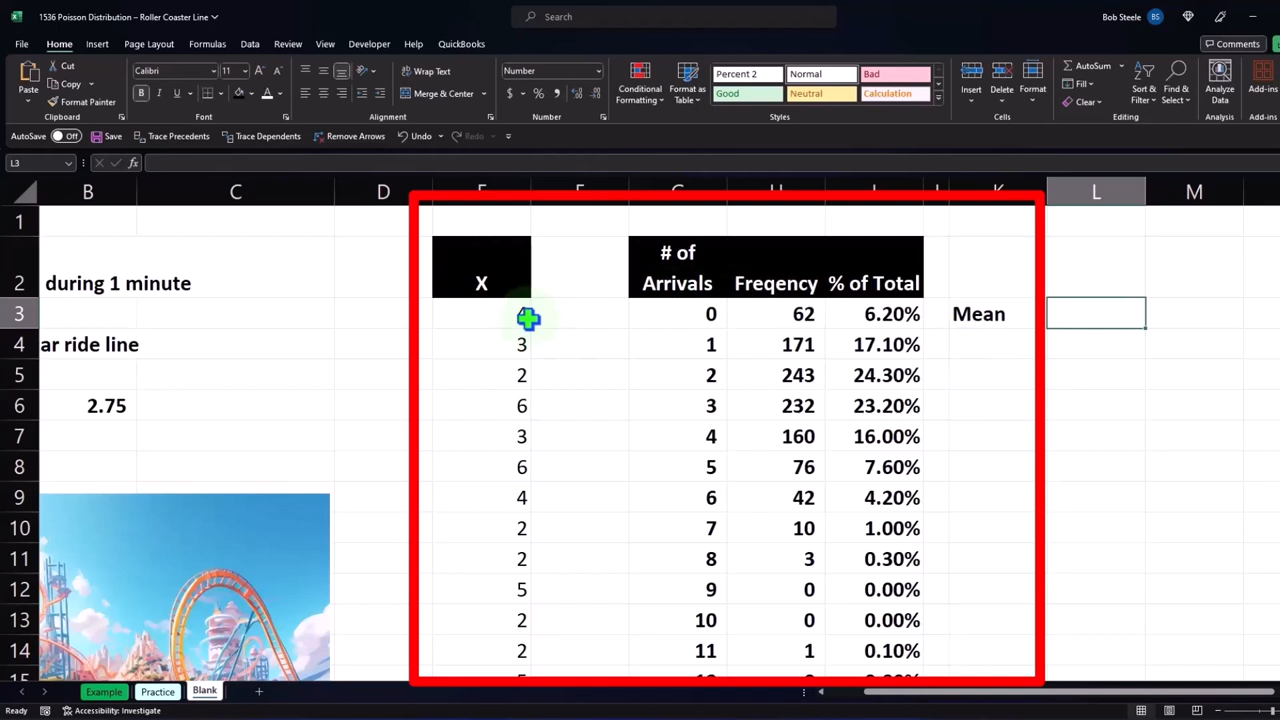 1536 Poisson Distribution – Roller Coaster Line
Search
Bob Steele BS
File Home Insert Page Layout Formulas Data Review View Developer Help QuickBooks Comments
Paste Cut Copy Format Painter
Calibri 11
B I U A
Wrap Text
Merge & Center
Number
$ % ,
Conditional Formatting Format as Table
Percent 2 Normal Bad
Good Neutral Calculation
Insert Delete Format
AutoSum Fill Clear
Sort & Filter Find & Select
Analyze Data
Add-ins
Clipboard Font Alignment Number Styles Cells Editing Analysis Add-ins
AutoSave Off Save Trace Precedents Trace Dependents Remove Arrows Undo Redo
L3 fx
B C D E F G H I J K L M
1
2 during 1 minute X # of Arrivals Freqency % of Total
3 0 62 6.20% Mean
4 ar ride line 3 1 171 17.10%
5 2 2 243 24.30%
6 2.75 6 3 232 23.20%
7 3 4 160 16.00%
8 6 5 76 7.60%
9 4 6 42 4.20%
10 2 7 10 1.00%
11 2 8 3 0.30%
12 5 9 0 0.00%
13 2 10 0 0.00%
14 2 11 1 0.10%
Example Practice Blank
Ready Accessibility: Investigate